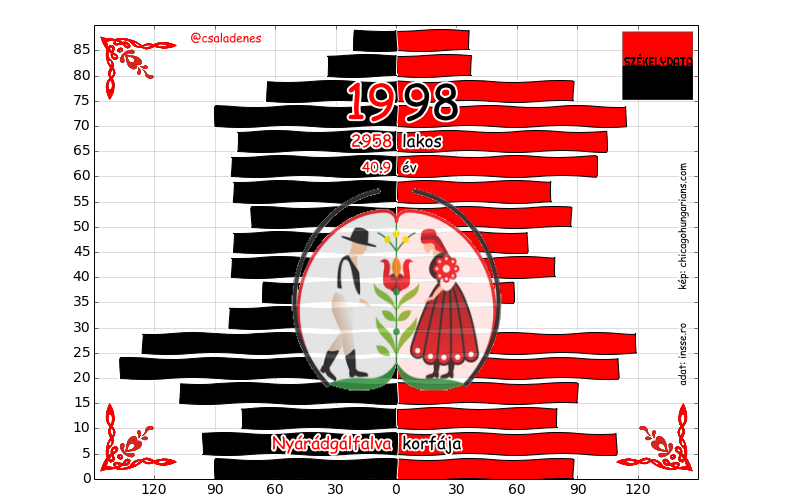 @csaladenes
SZÉKELYDATA
1998
2958 lakos
40.9 év
kép: chicagohungarians.com
adat: insse.ro
Nyárádgálfalva korfája
85
80
75
70
65
60
55
50
45
40
35
30
25
20
15
10
5
0
120 90 60 30 0 30 60 90 120